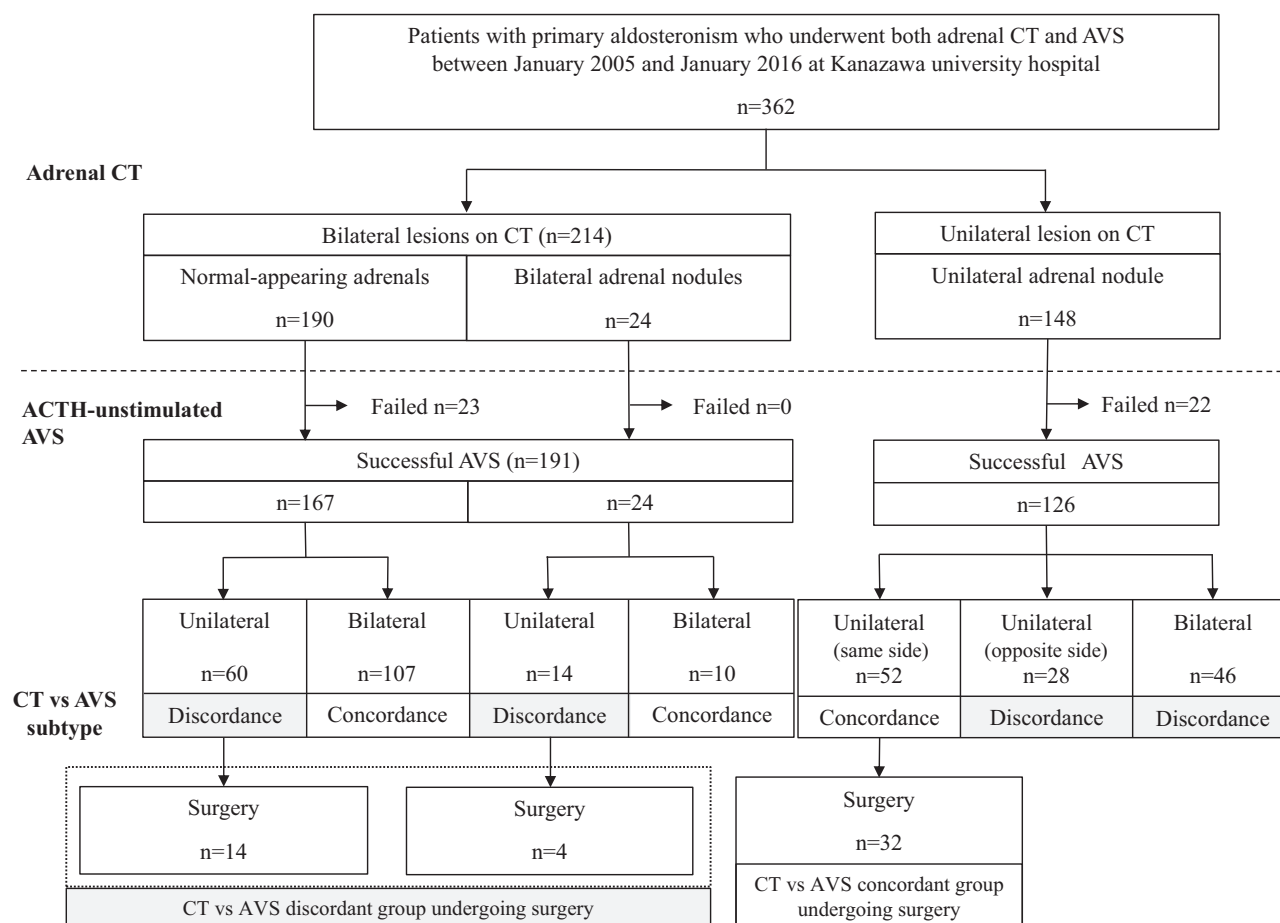 Patients with primary aldosteronism who underwent both adrenal CT and AVS
between January 2005 and January 2016 at Kanazawa university hospital
n=362
Adrenal CT
Bilateral lesions on CT (n=214)
Normal-appearing adrenals
n=190
Bilateral adrenal nodules
n=24
Unilateral lesion on CT
Unilateral adrenal nodule
n=148
ACTH-unstimulated
AVS
Failed n=23
Failed n=0
Failed n=22
Successful AVS (n=191)
n=167
n=24
Successful AVS
n=126
CT vs AVS
subtype
Unilateral
n=60
Discordance
Bilateral
n=107
Concordance
Unilateral
n=14
Discordance
Bilateral
n=10
Concordance
Unilateral
(same side)
n=52
Concordance
Unilateral
(opposite side)
n=28
Discordance
Bilateral
n=46
Discordance
Surgery
n=14
Surgery
n=4
CT vs AVS discordant group undergoing surgery
Surgery
n=32
CT vs AVS concordant group
undergoing surgery